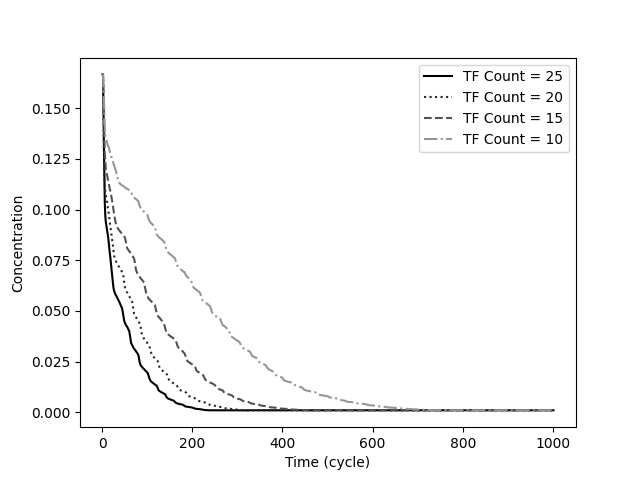 TF Count = 25
TF Count = 20
TF Count = 15
TF Count = 10
0.150
0.125
0.100
0.075
0.050
0.025
0.000
Concentration
0 200 400 600 800 1000
Time (cycle)